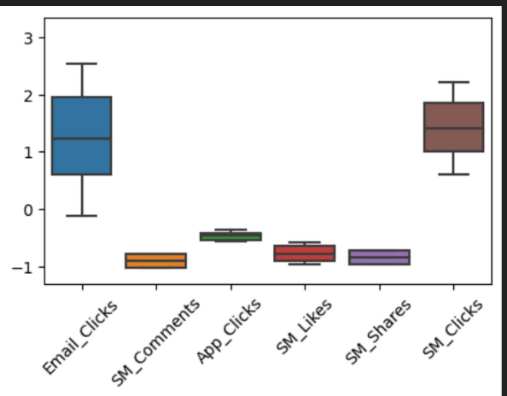 3
2
1
0
−1
Email_Clicks
SM_Comments
App_Clicks
SM_Likes
SM_Shares
SM_Clicks